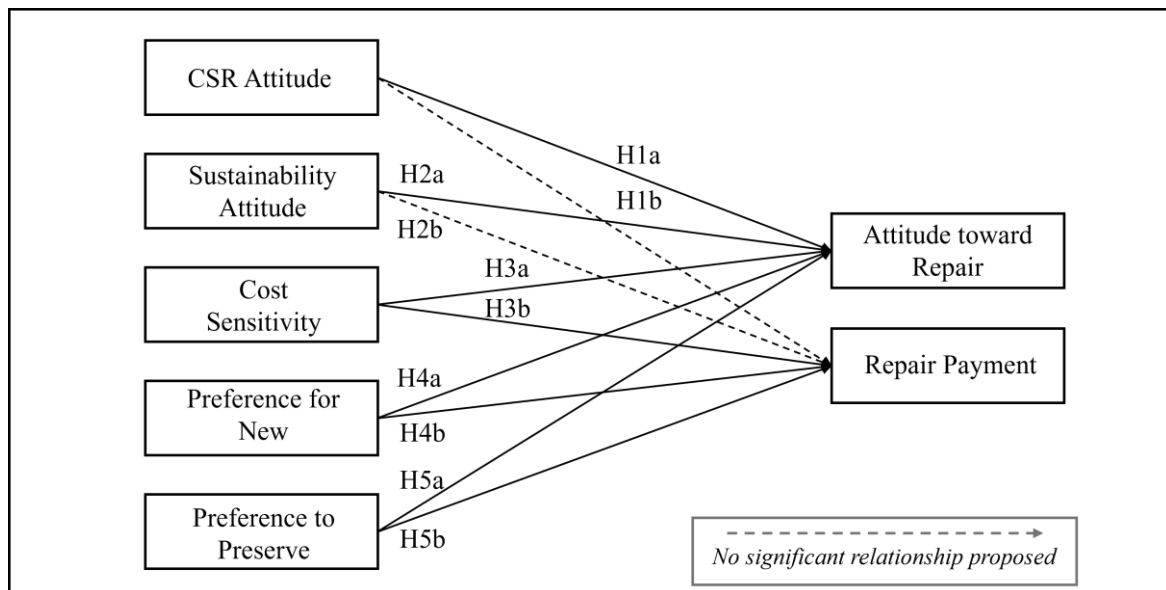 CSR Attitude
Sustainability
Attitude
Cost
Sensitivity
Preference for
New
Preference to
Preserve
H1a
H1b
H2a
H2b
H3a
H3b
H4a
H4b
H5a
H5b
Attitude toward
Repair
Repair Payment
No significant relationship proposed